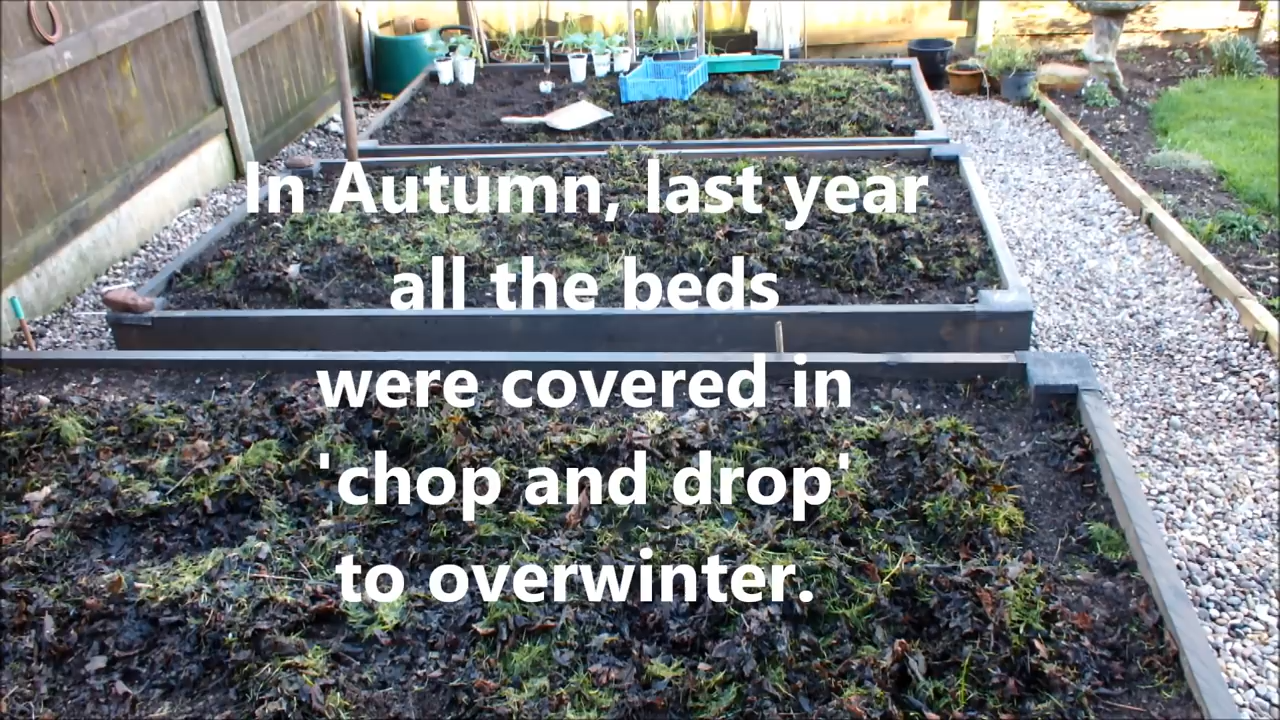 In Autumn, last year
all the beds
were covered in
'chop and drop'
to overwinter.